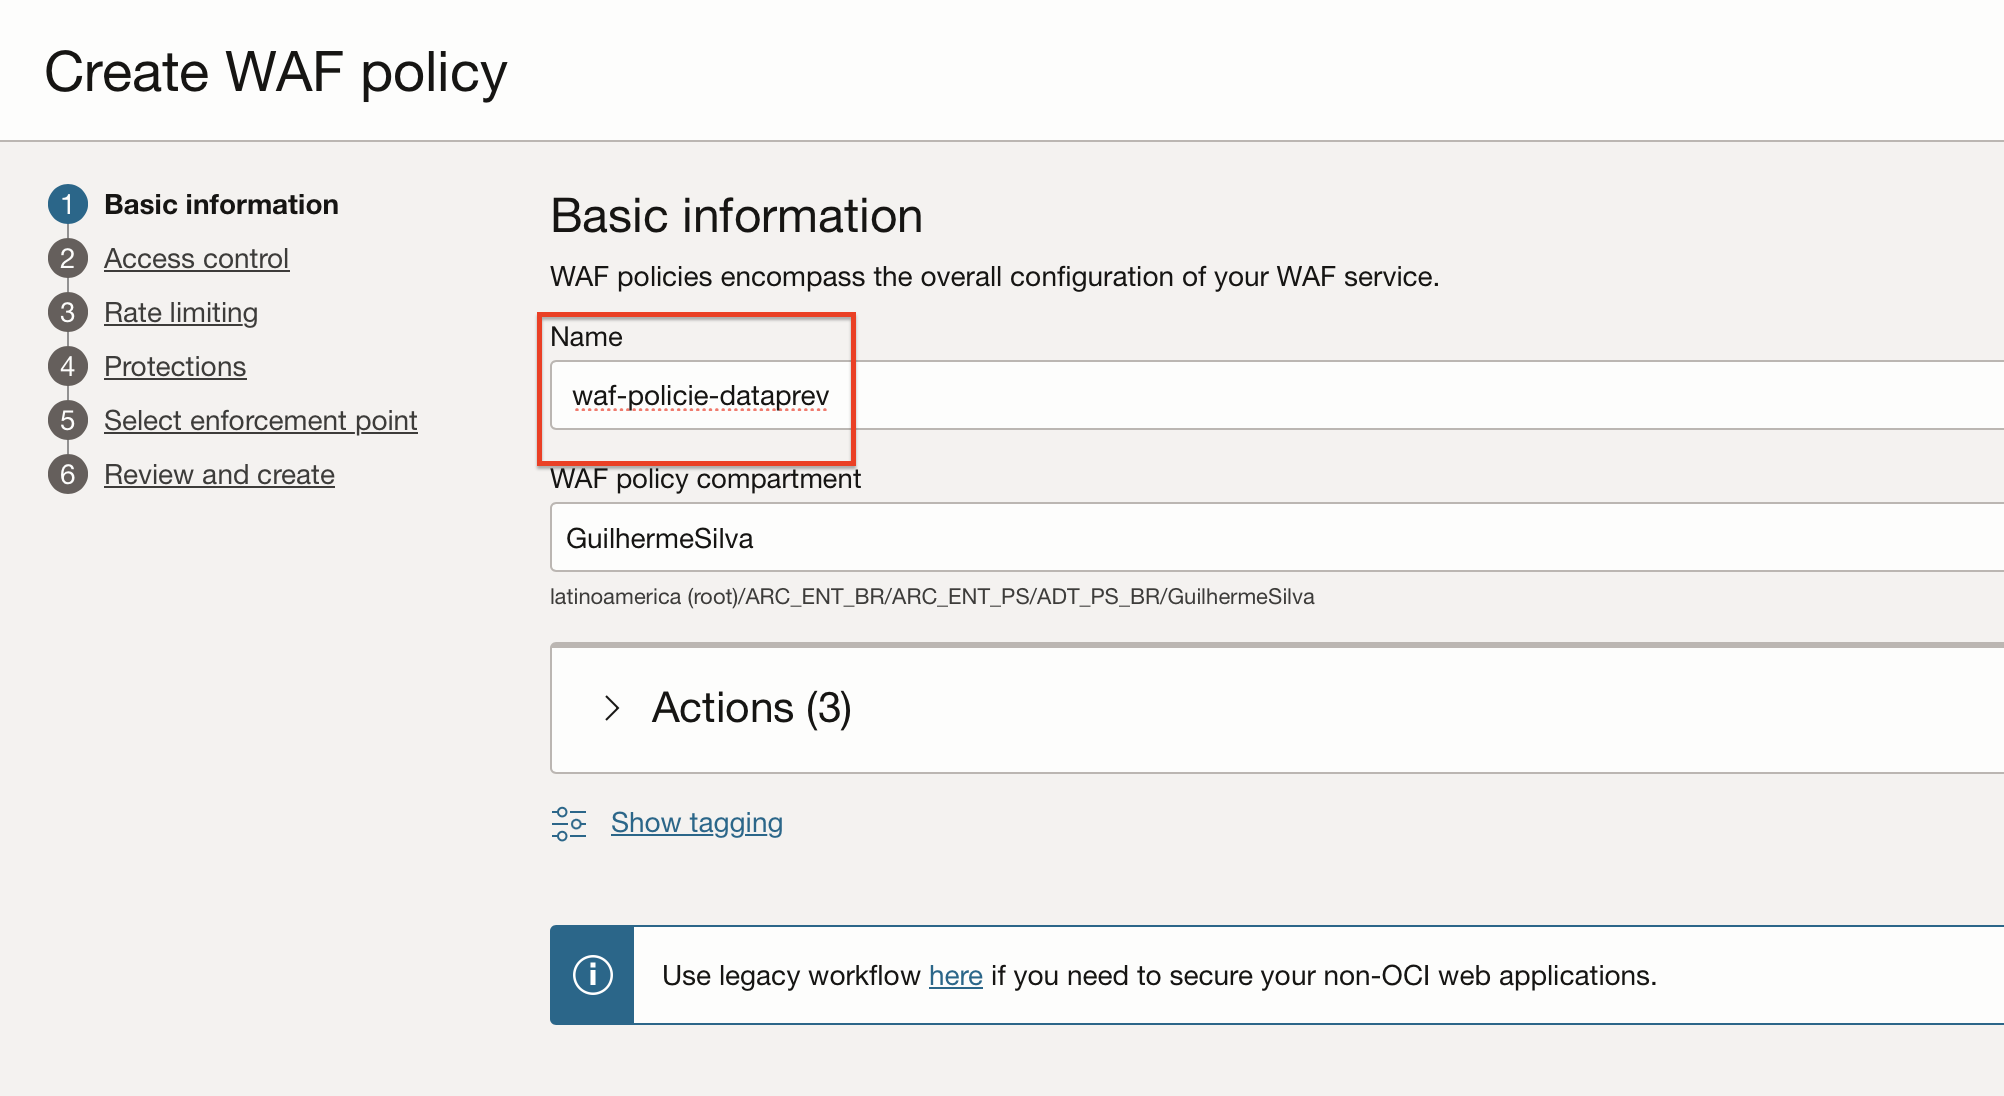 Create WAF policy
1 Basic information
2 Access control
3 Rate limiting
4 Protections
5 Select enforcement point
6 Review and create
Basic information
WAF policies encompass the overall configuration of your WAF service.
Name
waf-policie-dataprev
WAF policy compartment
GuilhermeSilva
latinoamerica (root)/ARC_ENT_BR/ARC_ENT_PS/ADT_PS_BR/GuilhermeSilva
Actions (3)
Show tagging
Use legacy workflow here if you need to secure your non-OCI web applications.